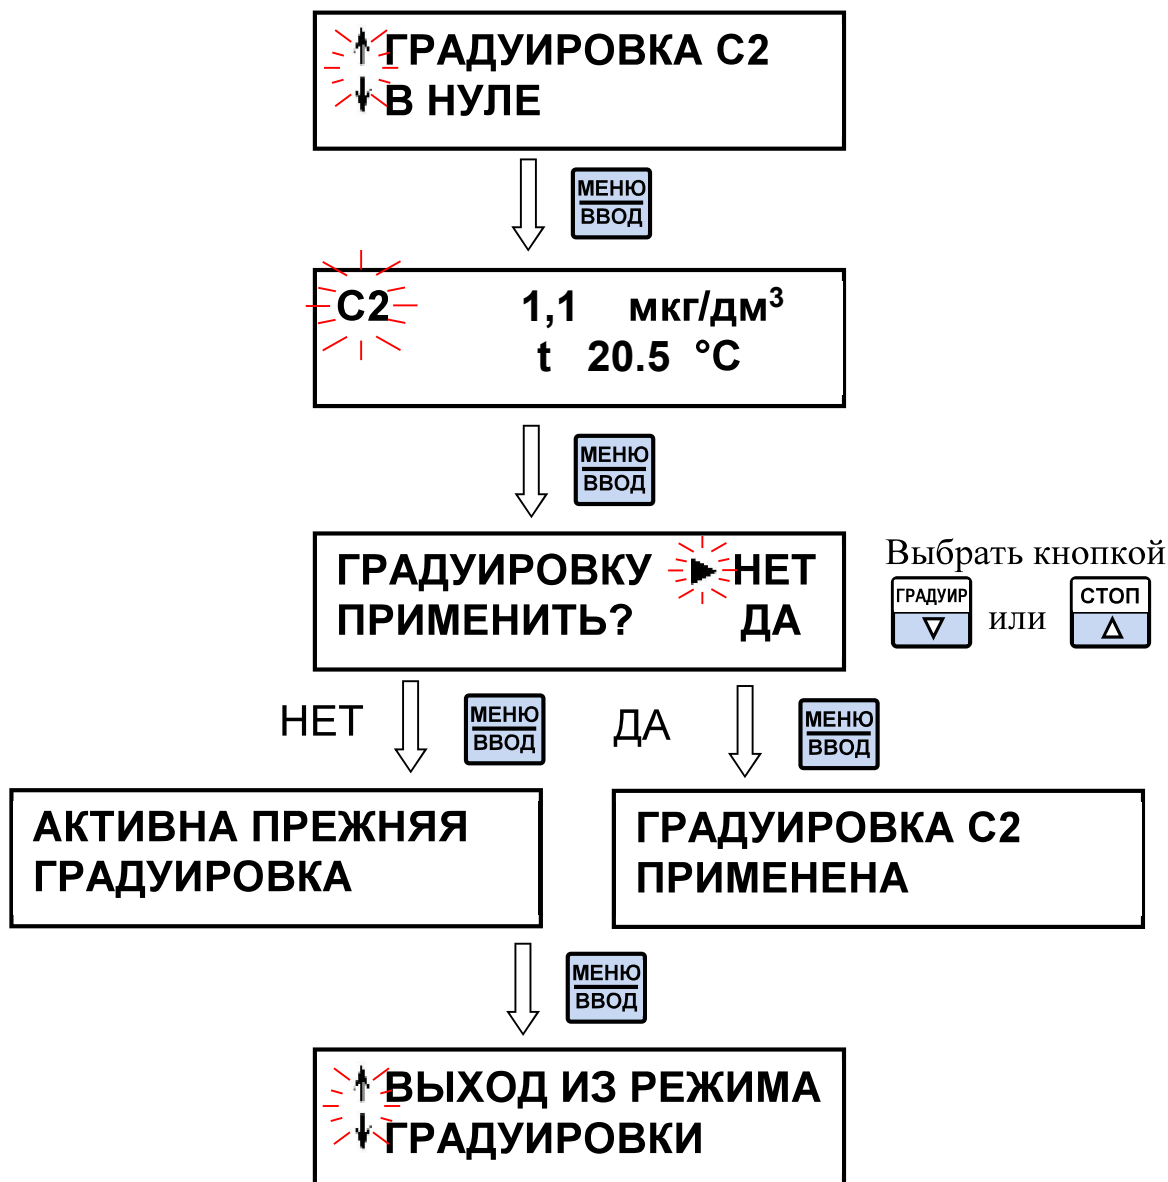 ГРАДУИРОВКА С2
В НУЛЕ
МЕНЮ
ВВОД
С2 1,1 мкг/дм³
t 20.5 °С
МЕНЮ
ВВОД
ГРАДУИРОВКУ НЕТ
ПРИМЕНИТЬ? ДА
Выбрать кнопкой
ГРАДУИР
или
СТОП
НЕТ
МЕНЮ
ВВОД
ДА
МЕНЮ
ВВОД
АКТИВНА ПРЕЖНЯЯ
ГРАДУИРОВКА
ГРАДУИРОВКА С2
ПРИМЕНЕНА
МЕНЮ
ВВОД
ВЫХОД ИЗ РЕЖИМА
ГРАДУИРОВКИ